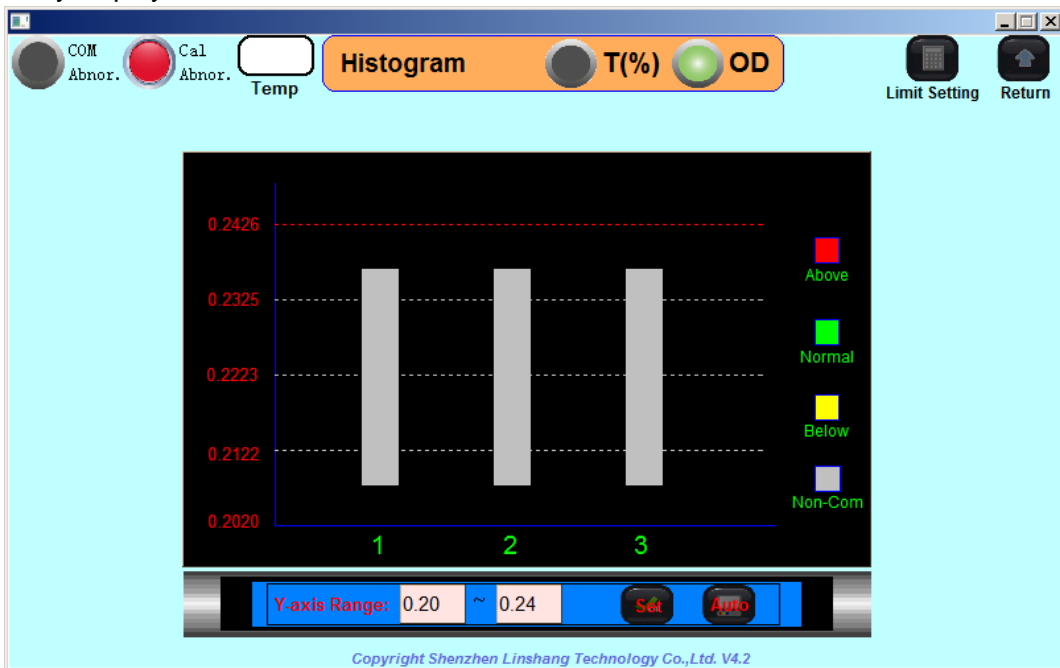 COM
Abnor.
Cal
Abnor.
Temp
Histogram
T(%)
OD
Limit Setting
Return
0.2426
0.2325
0.2223
0.2122
0.2020
1
2
3
Above
Normal
Below
Non-Com
Y-axis Range: 0.20 ~ 0.24 Set Auto
Copyright Shenzhen Linshang Technology Co.,Ltd. V4.2